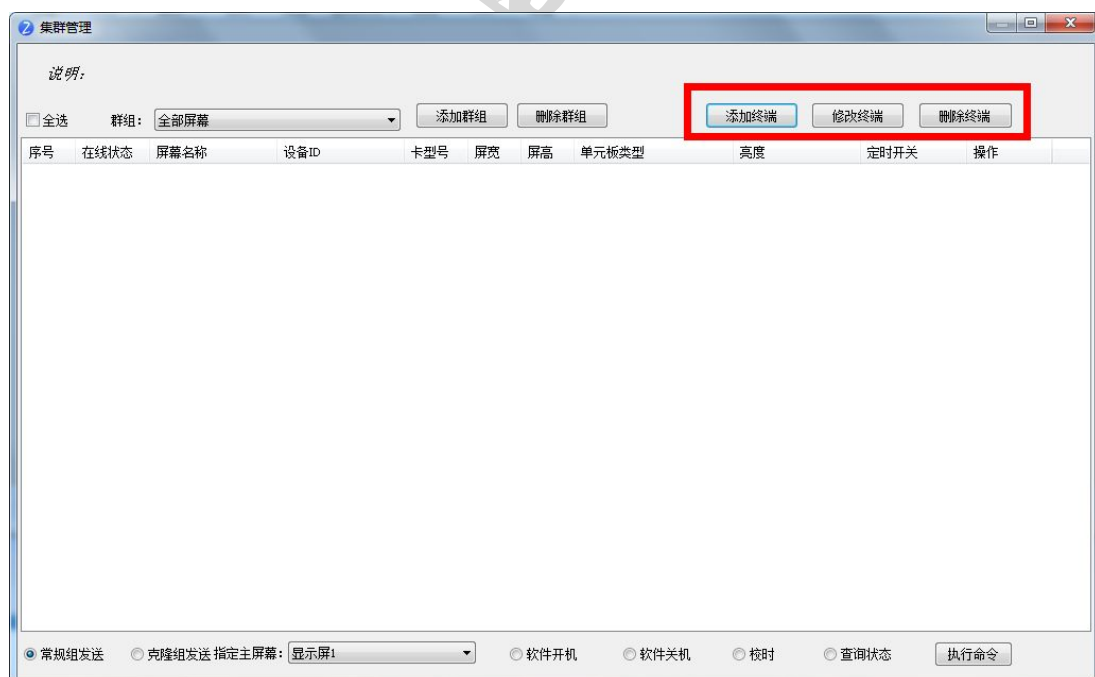 集群管理
说明:
全选 群组: 全部屏幕 添加群组 删除群组 添加终端 修改终端 删除终端
序号 在线状态 屏幕名称 设备ID 卡型号 屏宽 屏高 单元板类型 亮度 定时开关 操作
常规组发送 克隆组发送 指定主屏幕: 显示屏1 软件开机 软件关机 校时 查询状态 执行命令